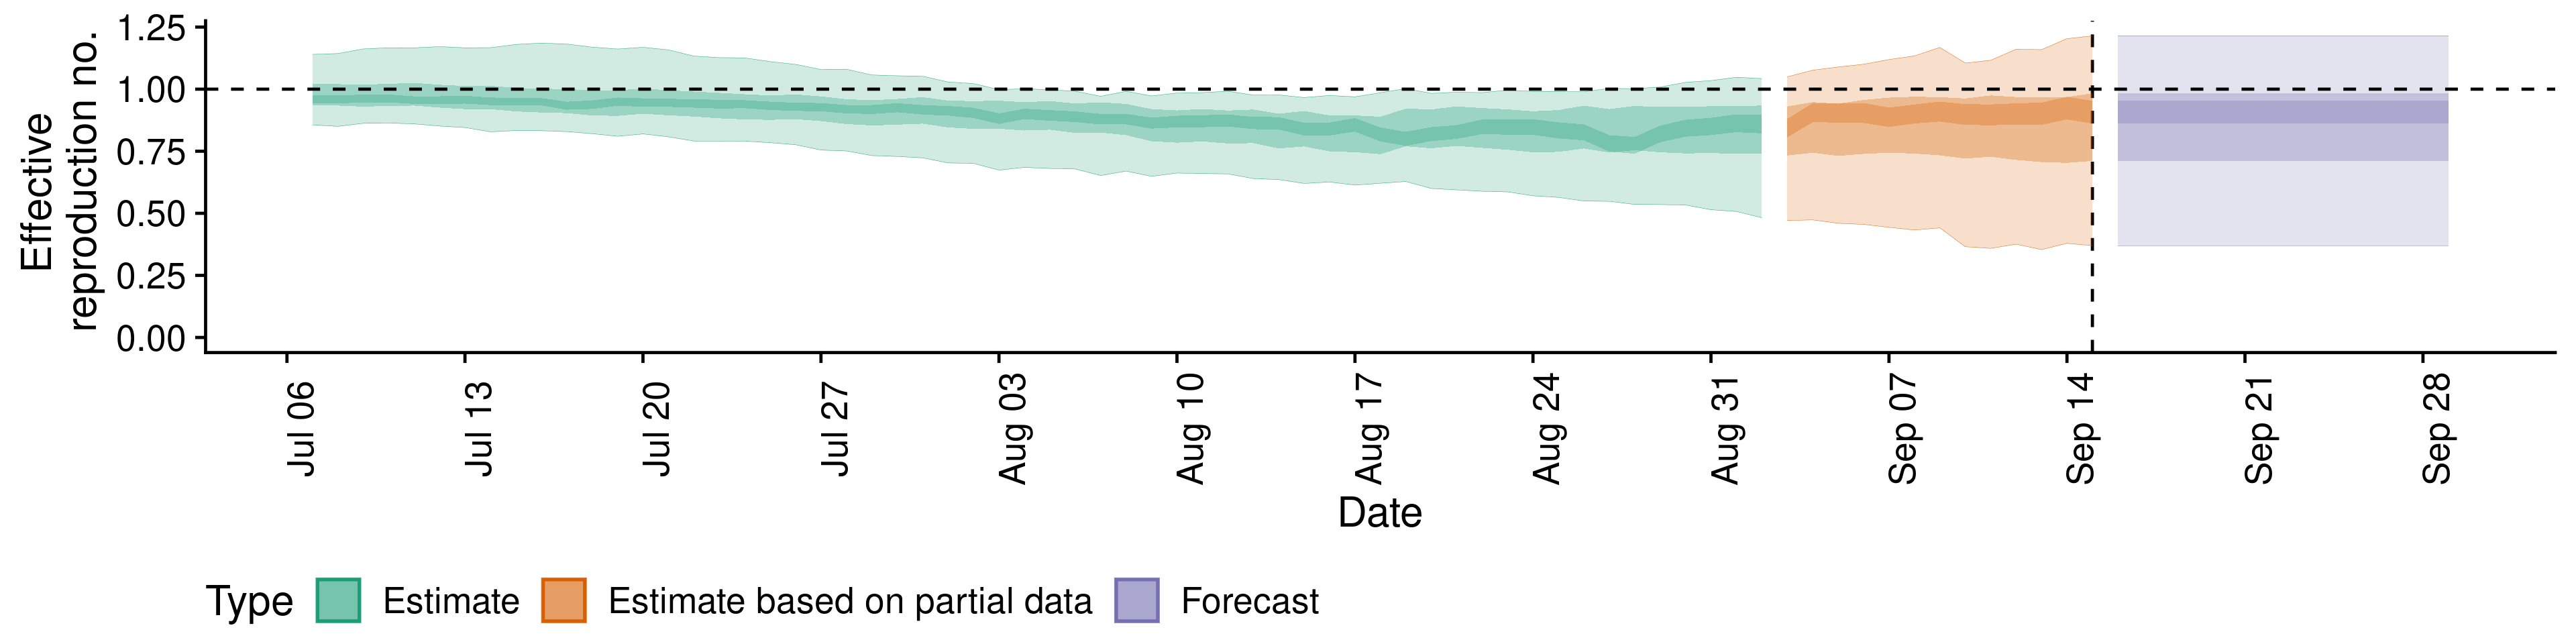 Effective
reproduction no.
1.25
1.00
0.75
0.50
0.25
0.00
Jul 06
Jul 13
Jul 20
Jul 27
Aug 03
Aug 10
Aug 17
Aug 24
Aug 31
Sep 07
Sep 14
Sep 21
Sep 28
Date
Type Estimate Estimate based on partial data Forecast